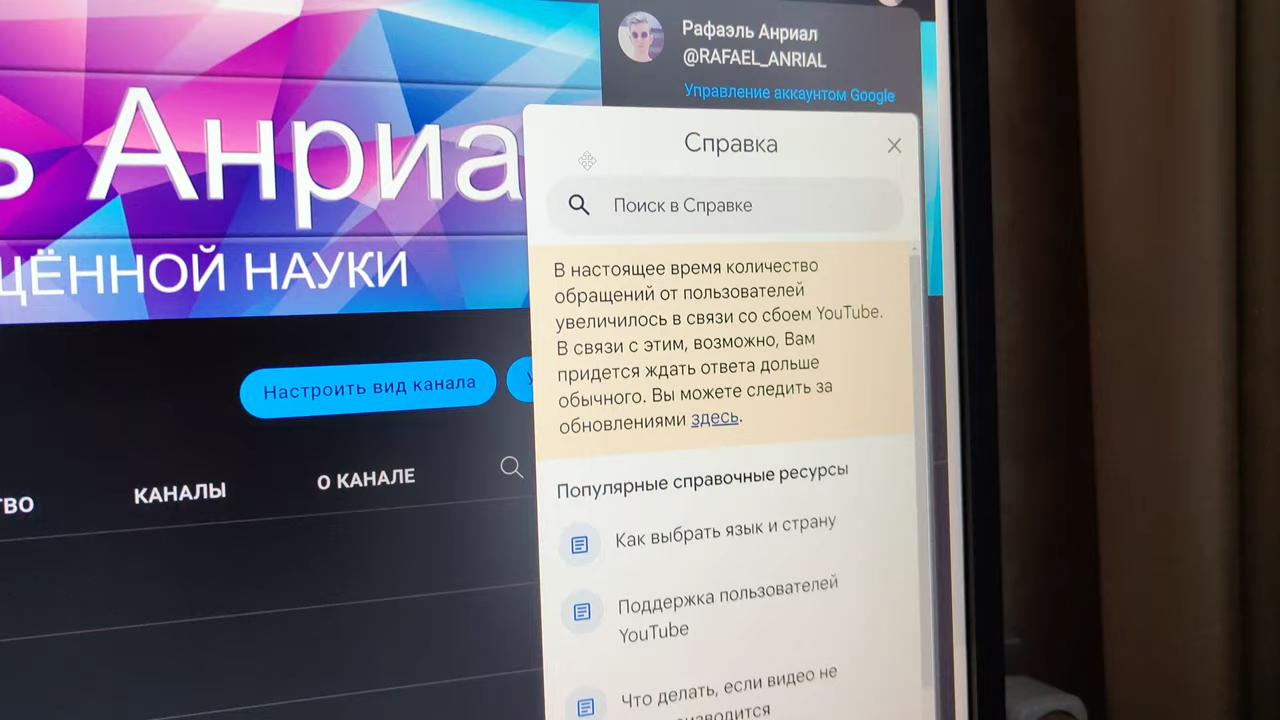 Рафаэль Анриал
@RAFAEL_ANRIAL
Управление аккаунтом Google
ь Анриа
ЩЁННОЙ НАУКИ
Справка
Поиск в Справке
В настоящее время количество
обращений от пользователей
увеличилось в связи со сбоем YouTube.
В связи с этим, возможно, Вам
придется ждать ответа дольше
обычного. Вы можете следить за
обновлениями здесь.
Настроить вид канала
У
ТВО
КАНАЛЫ
О КАНАЛЕ
Популярные справочные ресурсы
Как выбрать язык и страну
Поддержка пользователей
YouTube
Что делать, если видео не
изводится